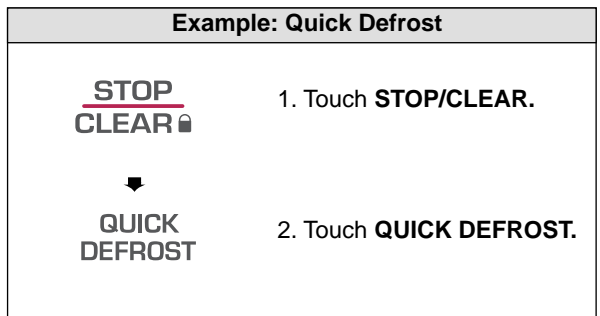 Example: Quick Defrost
STOP
CLEAR
1. Touch STOP/CLEAR.
QUICK
DEFROST
2. Touch QUICK DEFROST.